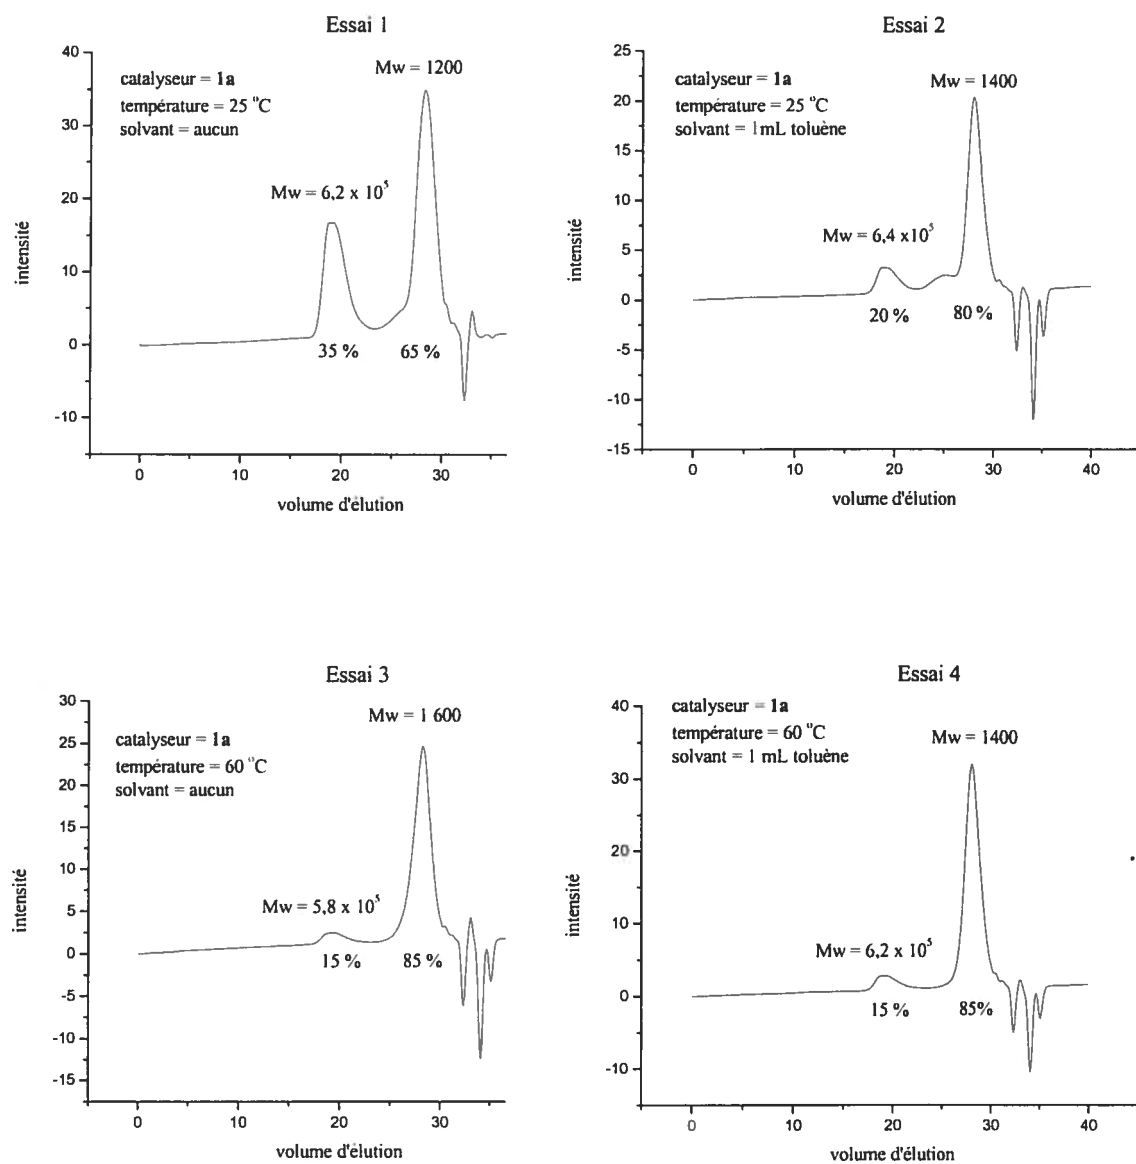 Essai 1
catalyseur = 1a
température = 25 °C
solvant = aucun
Mw = 1200
Mw = 6,2 x 10⁵
35 %
65 %
intensité
40
30
20
10
0
-10
0
10
20
30
volume d'élution
Essai 2
catalyseur = 1a
température = 25 °C
solvant = 1mL toluène
Mw = 1400
Mw = 6,4 x10⁵
20 %
80 %
intensité
25
20
15
10
5
0
-5
-10
-15
0
10
20
30
40
volume d'élution
Essai 3
catalyseur = 1a
température = 60 °C
solvant = aucun
Mw = 1 600
Mw = 5,8 x 10⁵
15 %
85 %
intensité
30
25
20
15
10
5
0
-5
-10
-15
0
10
20
30
volume d'élution
Essai 4
catalyseur = 1a
température = 60 °C
solvant = 1 mL toluène
Mw = 1400
Mw = 6,2 x 10⁵
15 %
85%
intensité
40
30
20
10
0
-10
0
10
20
30
40
volume d'élution